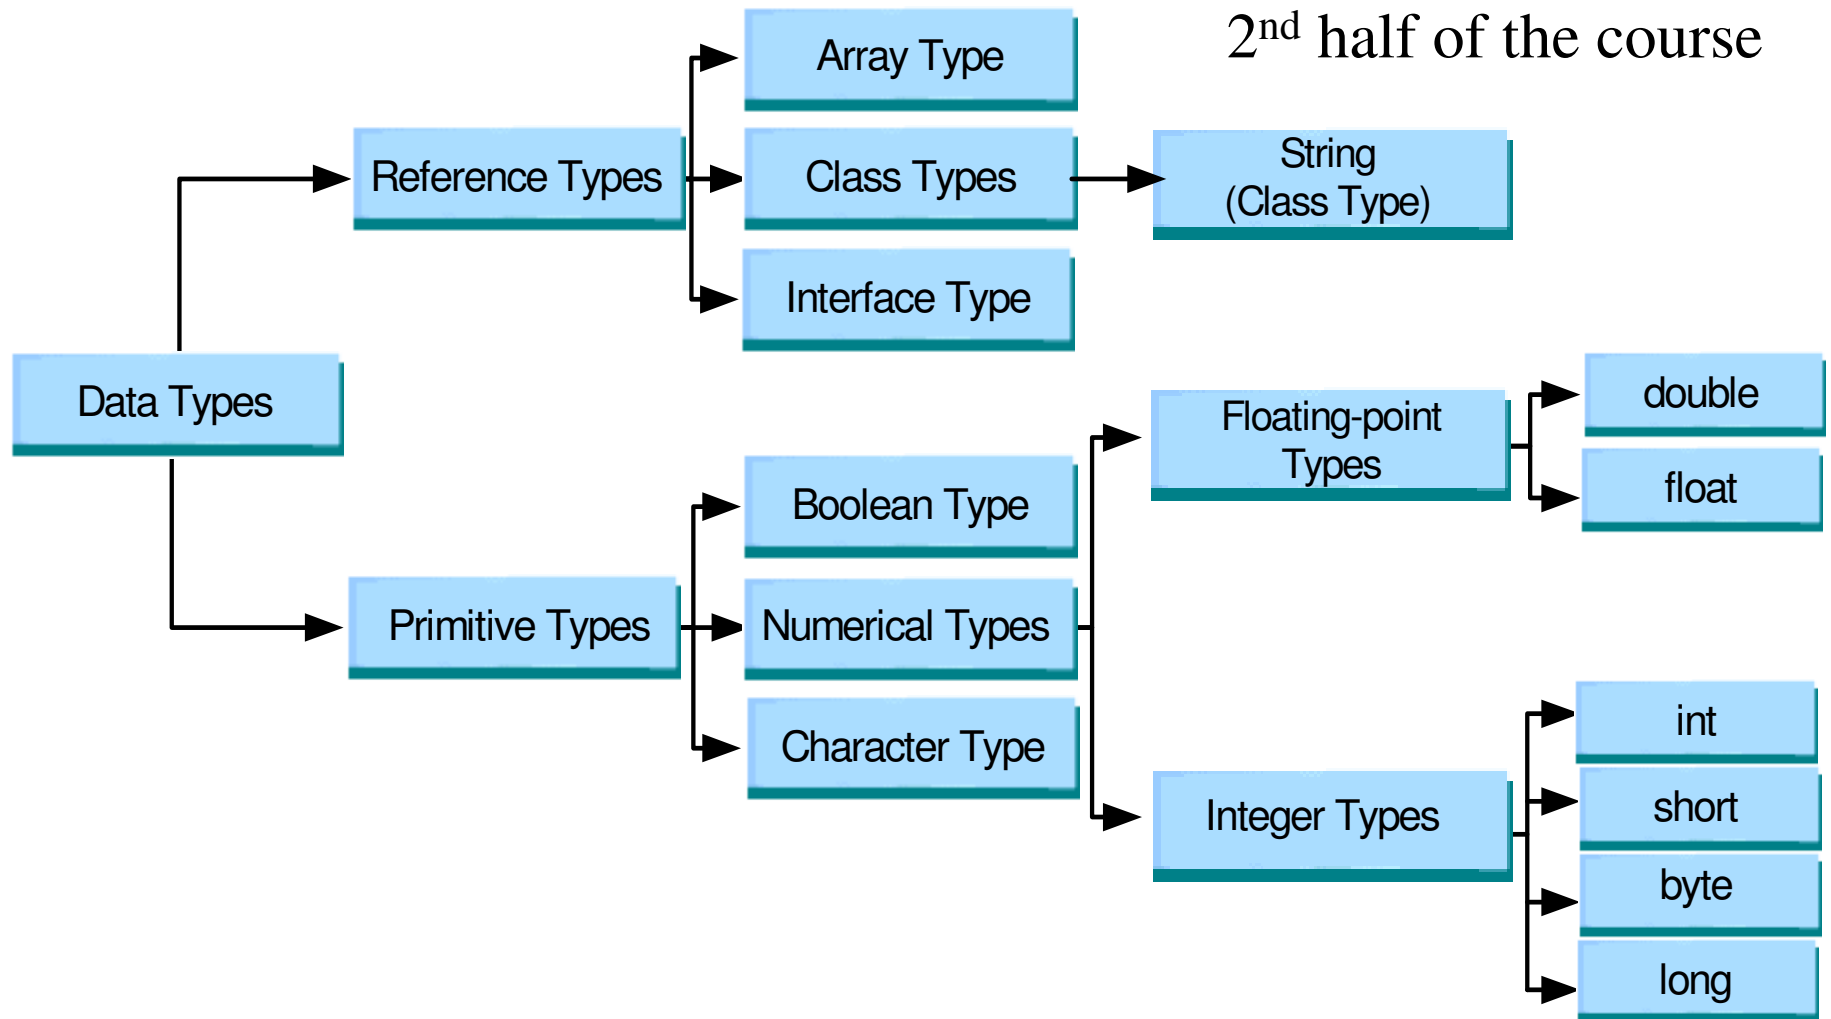 2nd half of the course
Array Type
Reference Types
Class Types
String
(Class Type)
Interface Type
Data Types
Floating-point
Types
double
float
Boolean Type
Primitive Types
Numerical Types
Character Type
Integer Types
int
short
byte
long